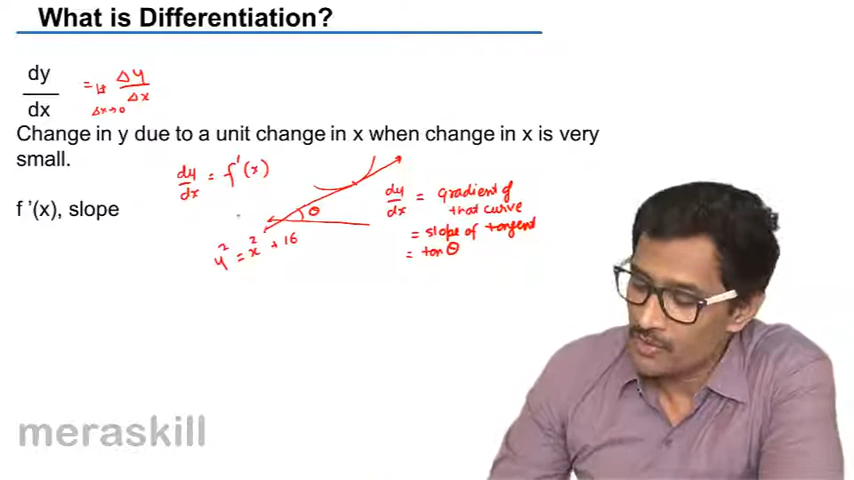 What is Differentiation?
dy/dx = lt Δx→0 Δy/Δx
Change in y due to a unit change in x when change in x is very
small.
dy/dx = f'(x)
f '(x), slope
θ
y² = x² + 16
dy/dx = gradient of
that curve
= slope of tangent
= tan θ
meraskill